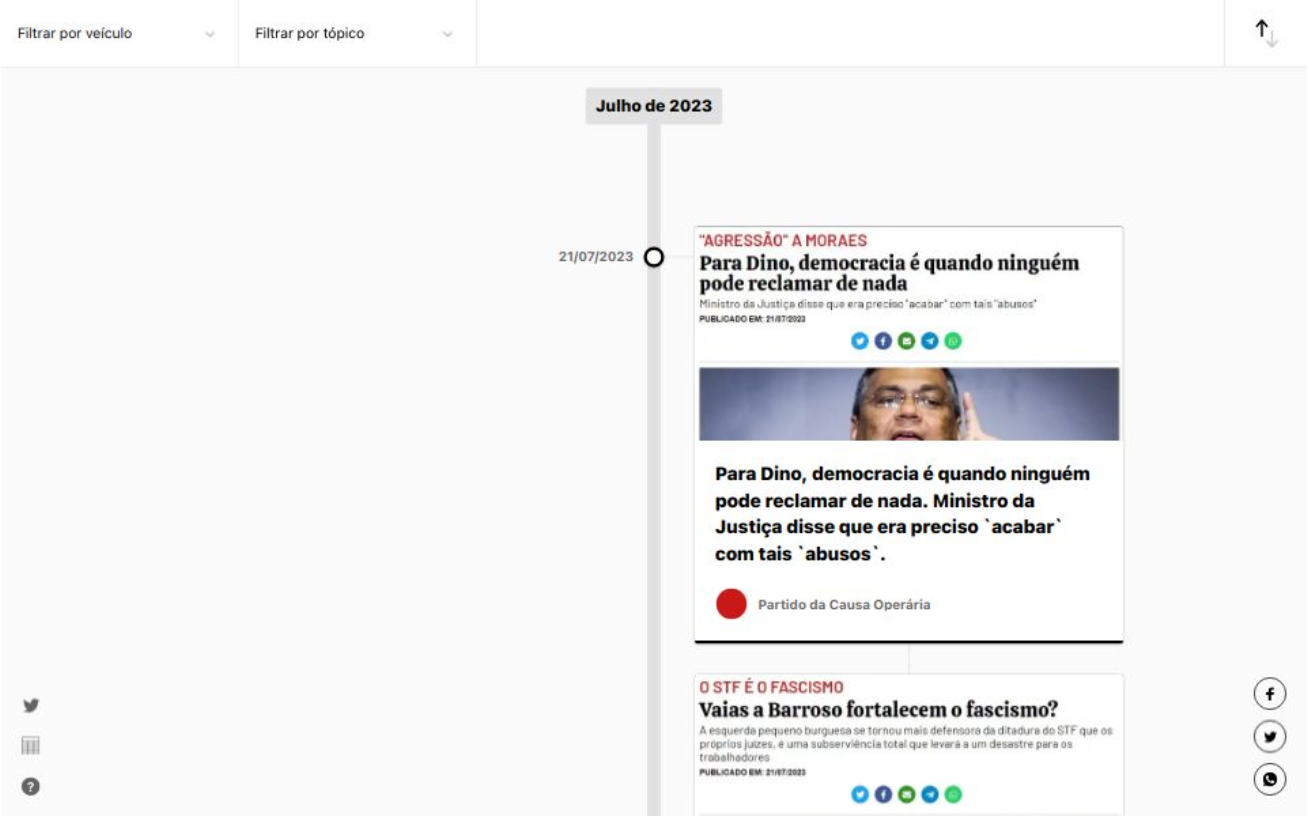 Filtrar por veículo
Filtrar por tópico
Julho de 2023
21/07/2023
"AGRESSÃO" A MORAES
Para Dino, democracia é quando ninguém
pode reclamar de nada
Ministro da Justiça disse que era preciso "acabar" com tais "abusos"
PUBLICADO EM: 21/07/2023
Para Dino, democracia é quando ninguém
pode reclamar de nada. Ministro da
Justiça disse que era preciso `acabar`
com tais `abusos`.
Partido da Causa Operária
O STF É O FASCISMO
Vaias a Barroso fortalecem o fascismo?
A esquerda pequeno burguesa se tornou mais defensora da ditadura do STF que os
próprios juízes, é uma subserviência total que levará a um desastre para os
trabalhadores
PUBLICADO EM: 21/07/2023